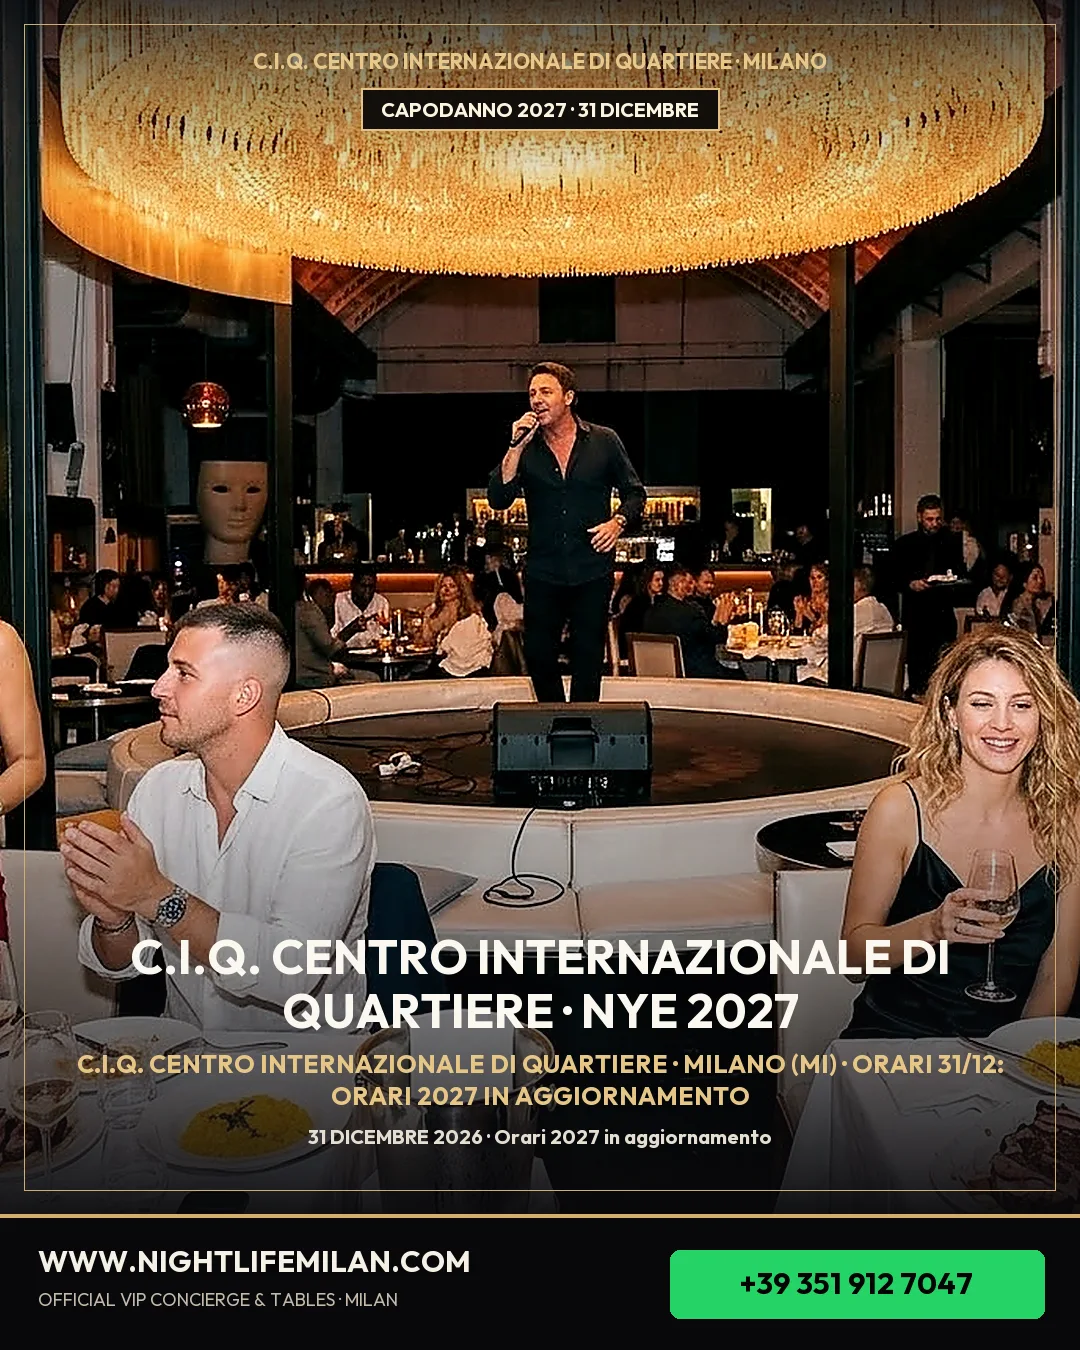 C.I.Q. CENTRO INTERNAZIONALE DI QUARTIERE · MILANO
CAPODANNO 2027 · 31 DICEMBRE
C.I.Q. CENTRO INTERNAZIONALE DI
QUARTIERE · NYE 2027
C.I.Q. CENTRO INTERNAZIONALE DI QUARTIERE · MILANO (MI) · ORARI 31/12:
ORARI 2027 IN AGGIORNAMENTO
31 DICEMBRE 2026 · Orari 2027 in aggiornamento
WWW.NIGHTLIFEMILAN.COM
+39 351 912 7047
OFFICIAL VIP CONCIERGE & TABLES · MILAN